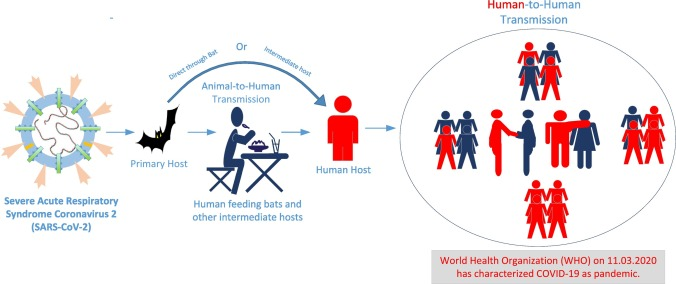 Human-to-Human
Transmission
Or
Direct through Bat
Intermediate host
Animal-to-Human
Transmission
Primary Host
Human Host
Human feeding bats and
other intermediate hosts
Severe Acute Respiratory
Syndrome Coronavirus 2
(SARS-CoV-2)
World Health Organization (WHO) on 11.03.2020
has characterized COVID-19 as pandemic.